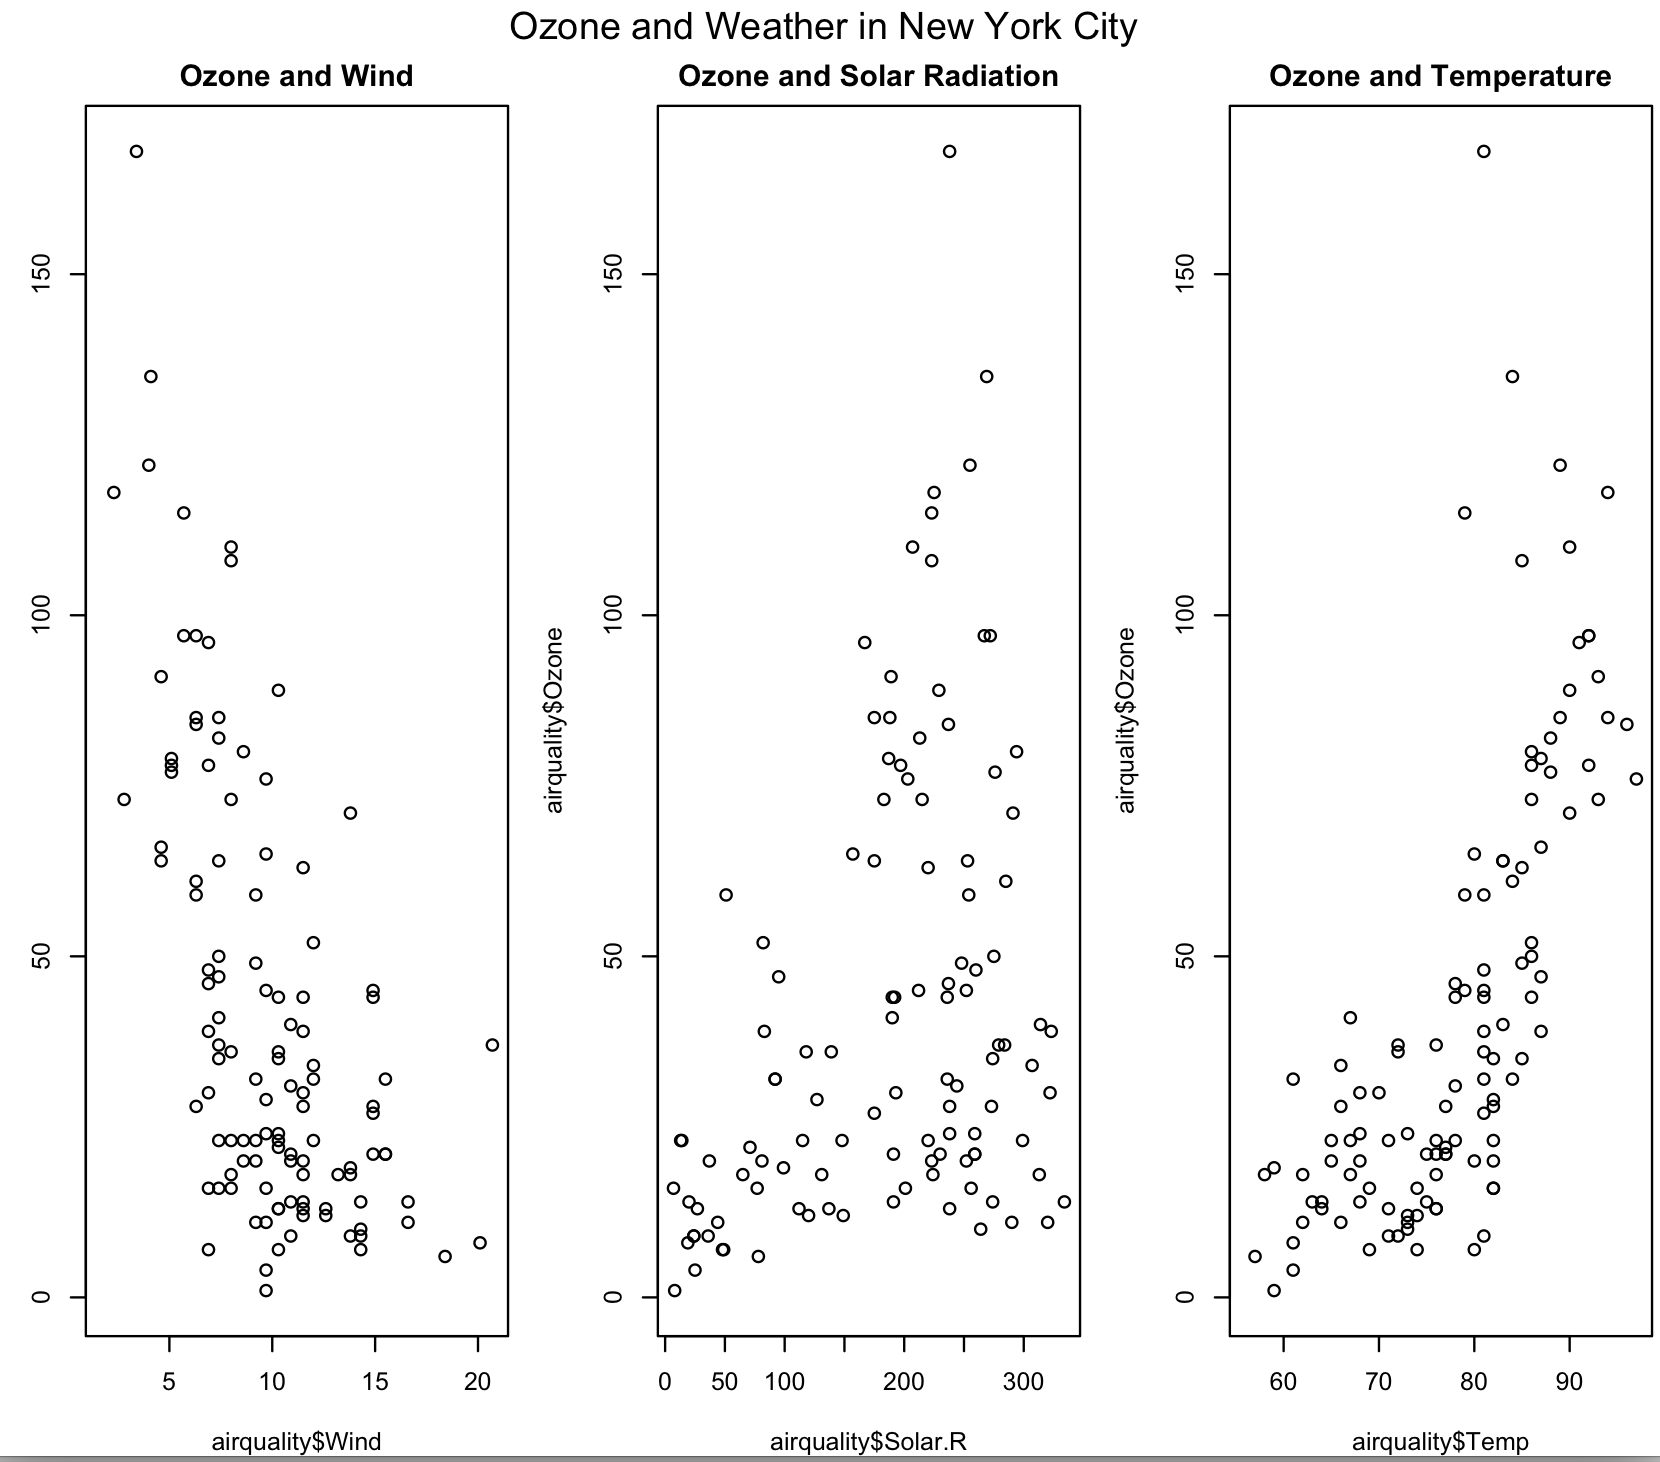 Ozone and Weather in New York City
Ozone and Wind
150
100
50
0
5 10 15 20
airquality$Wind
Ozone and Solar Radiation
airquality$Ozone
150
100
50
0
0 50 100 200 300
airquality$Solar.R
Ozone and Temperature
airquality$Ozone
150
100
50
0
60 70 80 90
airquality$Temp